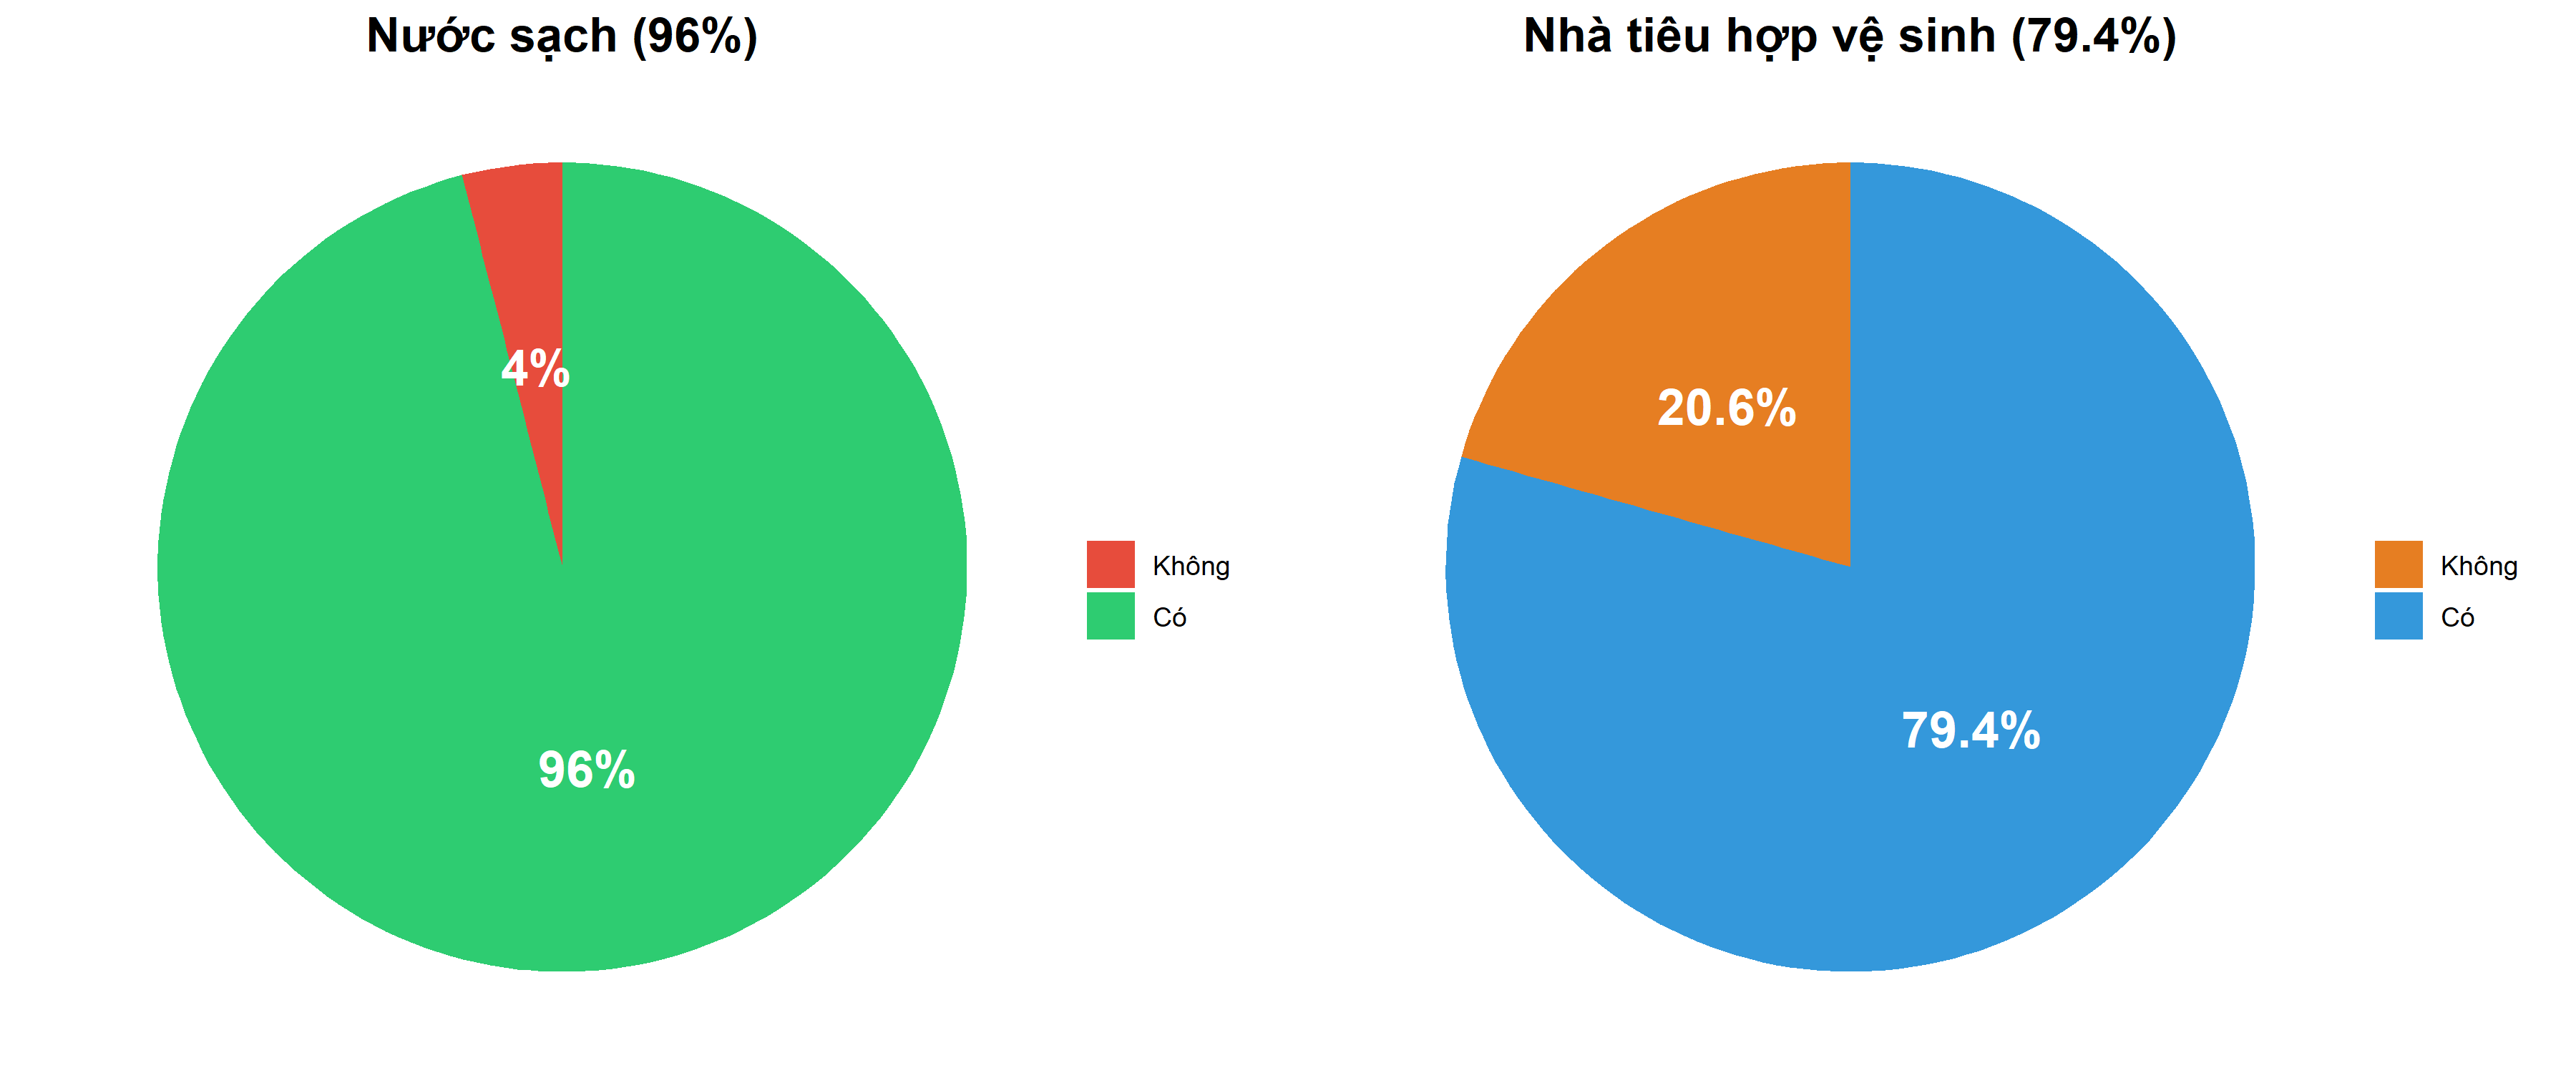 Nước sạch (96%)
4%
96%
Không
Có
Nhà tiêu hợp vệ sinh (79.4%)
20.6%
79.4%
Không
Có